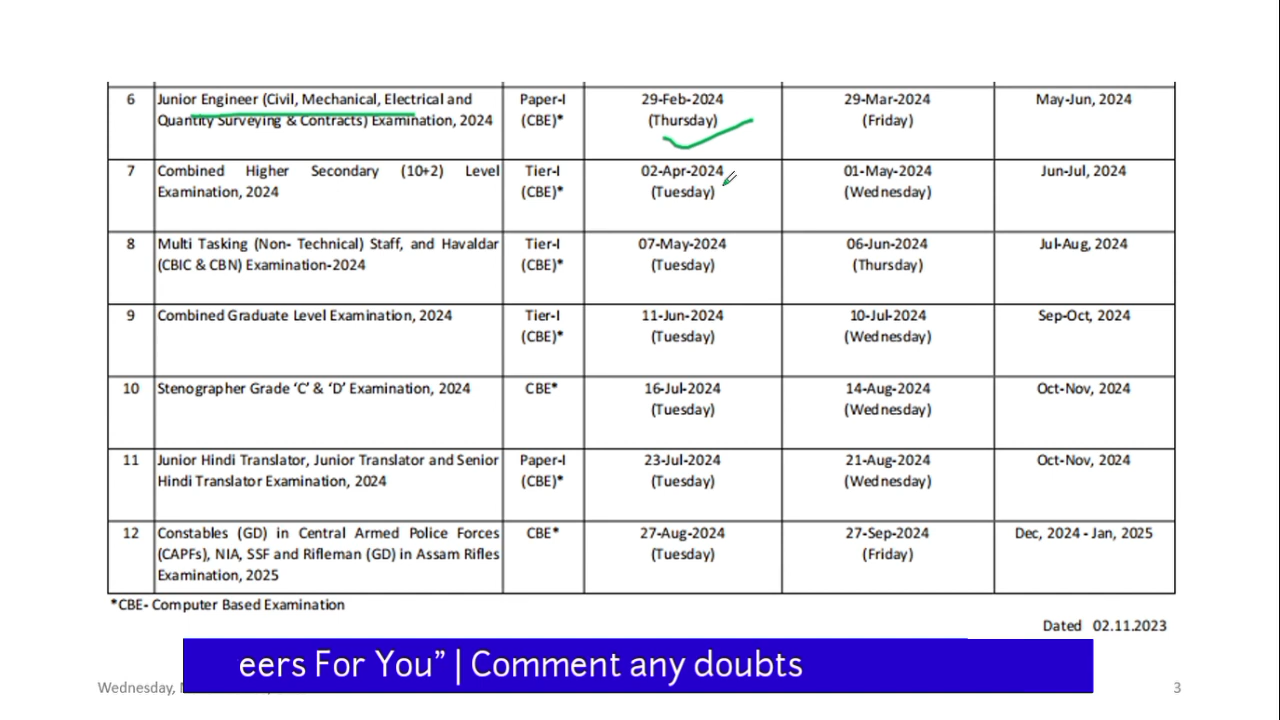 6 Junior Engineer (Civil, Mechanical, Electrical and Paper-I 29-Feb-2024 29-Mar-2024 May-Jun, 2024
Quantity Surveying & Contracts) Examination, 2024 (CBE)* (Thursday) (Friday)
7 Combined Higher Secondary (10+2) Level Tier-I 02-Apr-2024 01-May-2024 Jun-Jul, 2024
Examination, 2024 (CBE)* (Tuesday) (Wednesday)
8 Multi Tasking (Non- Technical) Staff, and Havaldar Tier-I 07-May-2024 06-Jun-2024 Jul-Aug, 2024
(CBIC & CBN) Examination-2024 (CBE)* (Tuesday) (Thursday)
9 Combined Graduate Level Examination, 2024 Tier-I 11-Jun-2024 10-Jul-2024 Sep-Oct, 2024
(CBE)* (Tuesday) (Wednesday)
10 Stenographer Grade ‘C’ & ‘D’ Examination, 2024 CBE* 16-Jul-2024 14-Aug-2024 Oct-Nov, 2024
(Tuesday) (Wednesday)
11 Junior Hindi Translator, Junior Translator and Senior Paper-I 23-Jul-2024 21-Aug-2024 Oct-Nov, 2024
Hindi Translator Examination, 2024 (CBE)* (Tuesday) (Wednesday)
12 Constables (GD) in Central Armed Police Forces CBE* 27-Aug-2024 27-Sep-2024 Dec, 2024 - Jan, 2025
(CAPFs), NIA, SSF and Rifleman (GD) in Assam Rifles (Tuesday) (Friday)
Examination, 2025
*CBE- Computer Based Examination
Dated 02.11.2023
eers For You” | Comment any doubts
Wednesday, 3